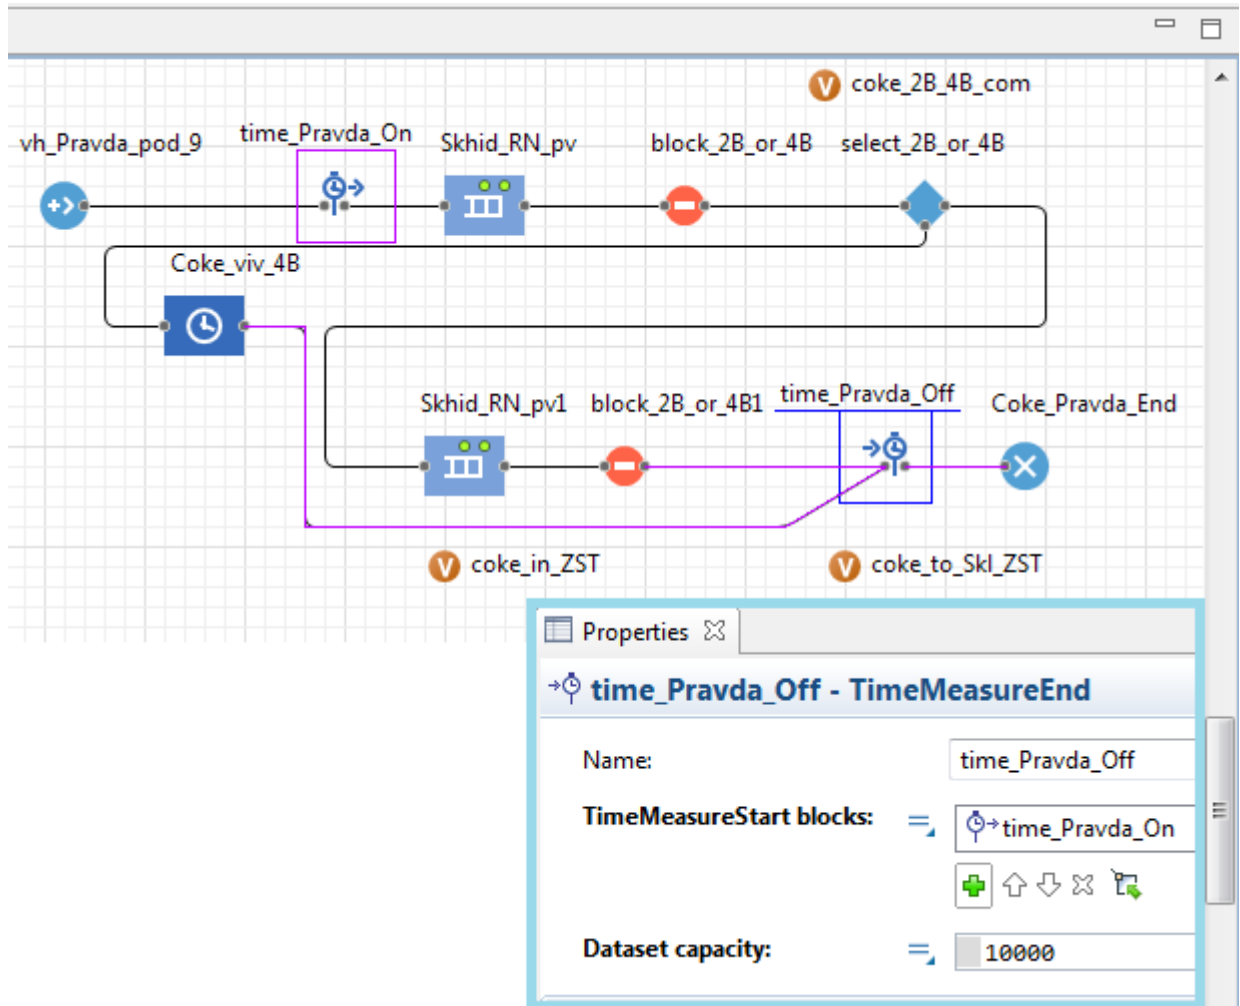 coke_2B_4B_com
vh_Pravda_pod_9
time_Pravda_On
Skhid_RN_pv
block_2B_or_4B
select_2B_or_4B
Coke_viv_4B
Skhid_RN_pv1
block_2B_or_4B1
time_Pravda_Off
Coke_Pravda_End
coke_in_ZST
coke_to_Skl_ZST
Properties
time_Pravda_Off - TimeMeasureEnd
Name: time_Pravda_Off
TimeMeasureStart blocks: time_Pravda_On
Dataset capacity: 10000